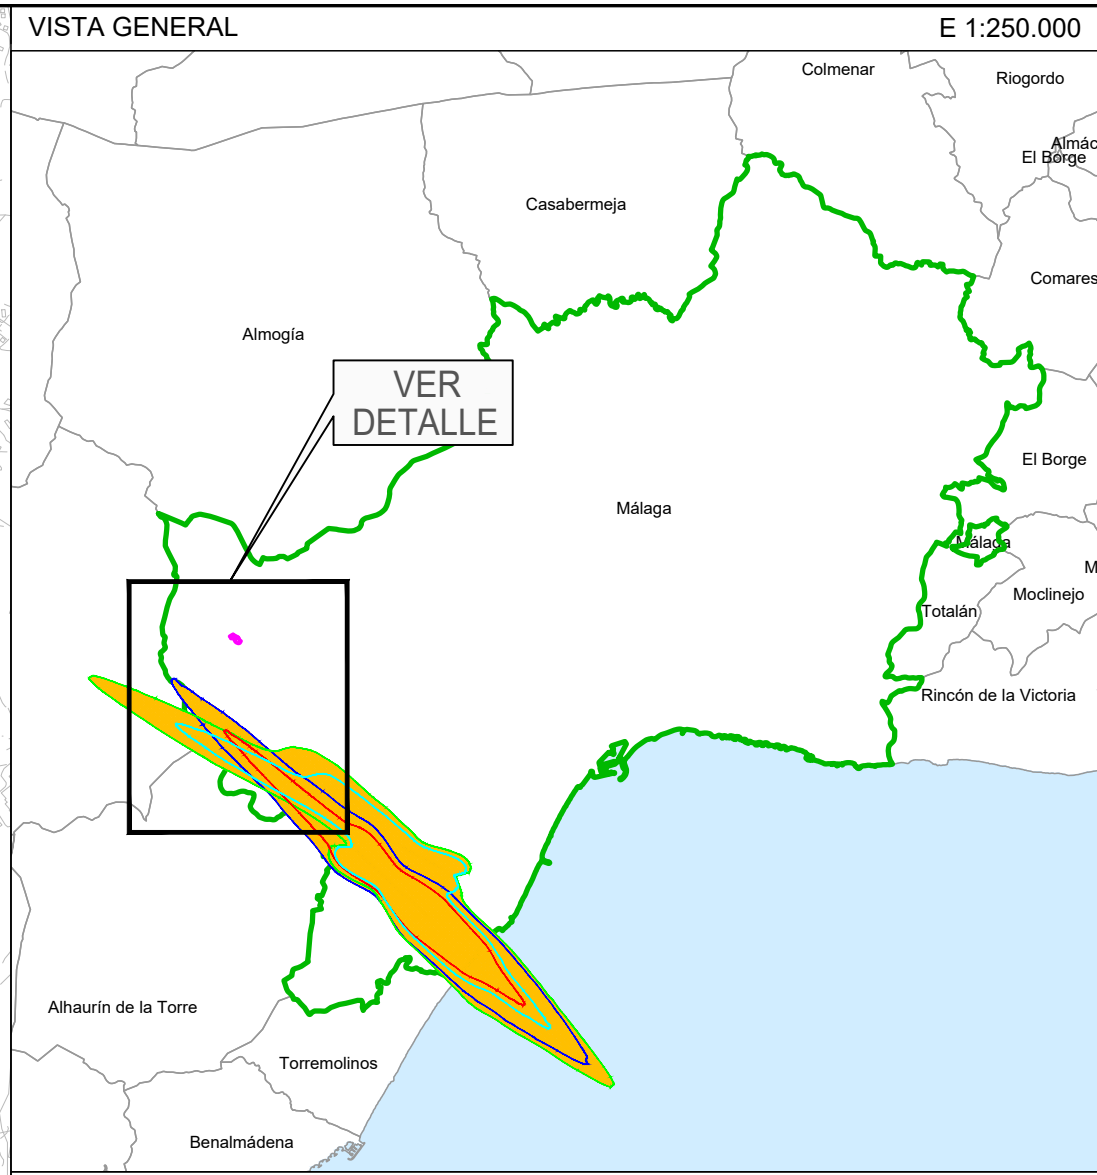 VISTA GENERAL
E 1:250.000
Colmenar
Riogordo
Almác
El Borge
Casabermeja
Comares
Almogía
VER
DETALLE
El Borge
Málaga
Málaga
M
Moclinejo
Totalán
Rincón de la Victoria
Alhaurín de la Torre
Torremolinos
Benalmádena